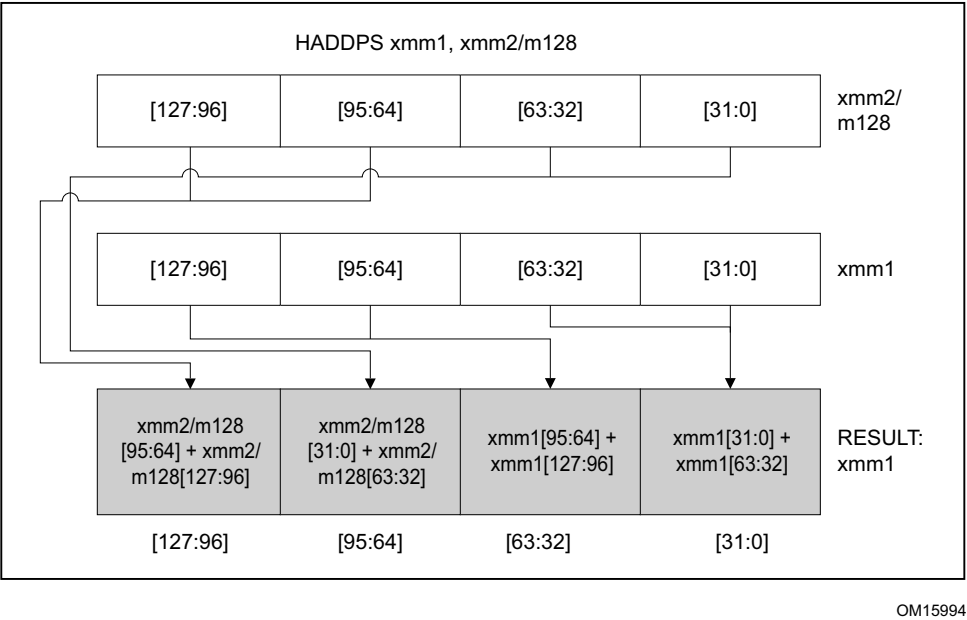 HADDPS xmm1, xmm2/m128
[127:96] [95:64] [63:32] [31:0]
xmm2/
m128
[127:96] [95:64] [63:32] [31:0] xmm1
xmm2/m128
[95:64] + xmm2/
m128[127:96]
xmm2/m128
[31:0] + xmm2/
m128[63:32]
xmm1[95:64] +
xmm1[127:96]
xmm1[31:0] +
xmm1[63:32]
RESULT:
xmm1
[127:96] [95:64] [63:32] [31:0]
OM15994